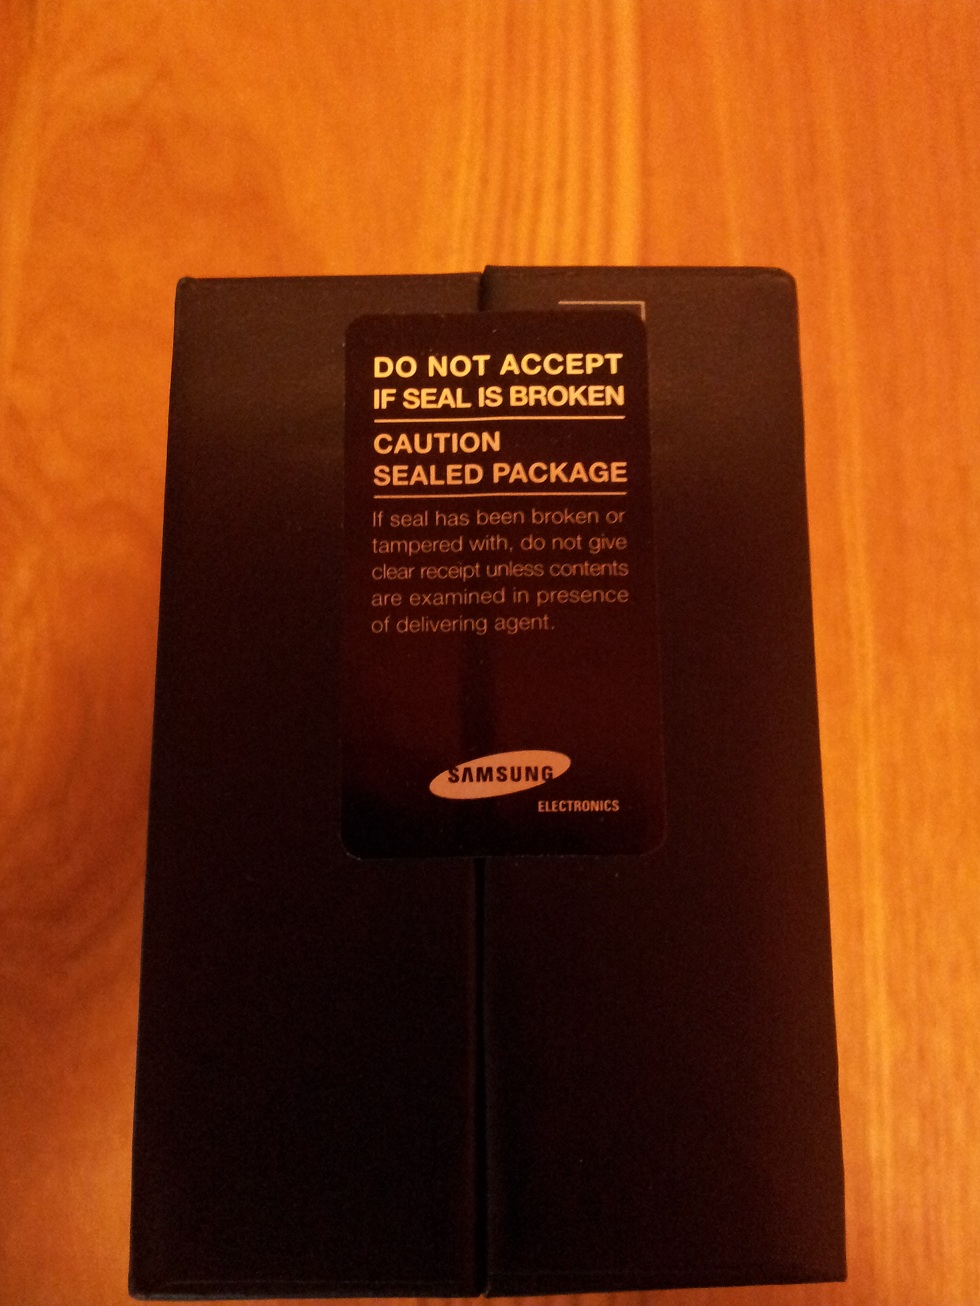 DO NOT ACCEPT
IF SEAL IS BROKEN
CAUTION
SEALED PACKAGE
If seal has been broken or
tampered with, do not give
clear receipt unless contents
are examined in presence
of delivering agent.
SAMSUNG
ELECTRONICS